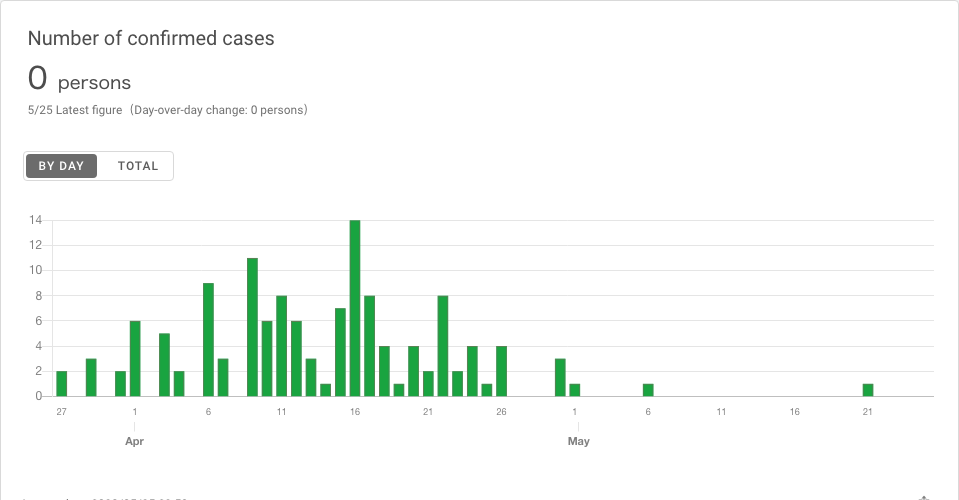 Number of confirmed cases
0 persons
5/25 Latest figure (Day-over-day change: 0 persons)
BY DAY TOTAL
14
12
10
8
6
4
2
0
27 1 6 11 16 21 26 1 6 11 16 21
Apr May